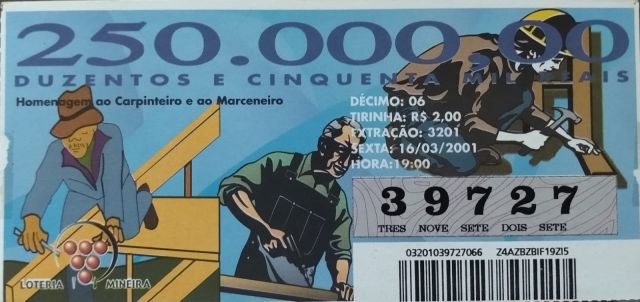 250.000,00
DUZENTOS E CINQUENTA MIL REAIS
Homenagem ao Carpinteiro e ao Marceneiro
DÉCIMO: 06
TIRINHA: R$ 2,00
EXTRAÇÃO: 3201
SEXTA: 16/03/2001
HORA:19:00
39727
TRES NOVE SETE DOIS SETE
LOTERIA MINEIRA
03201039727066 Z4AZBZBIF19ZI5